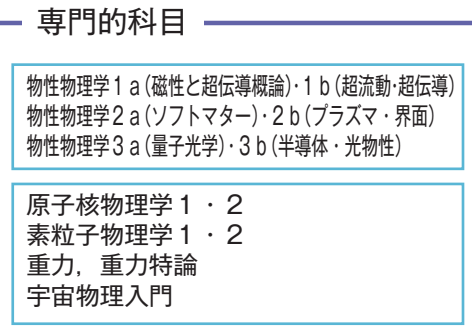 専門的科目
物性物理学1a(磁性と超伝導概論)・1b(超流動・超伝導)
物性物理学2a(ソフトマター)・2b(プラズマ・界面)
物性物理学3a(量子光学)・3b(半導体・光物性)
原子核物理学1・2
素粒子物理学1・2
重力，重力特論
宇宙物理入門